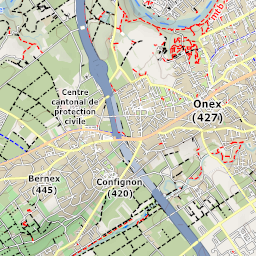 Onex
(427)
Centre
cantonal de
protection
civile
Bernex
(445)
Confignon
(420)